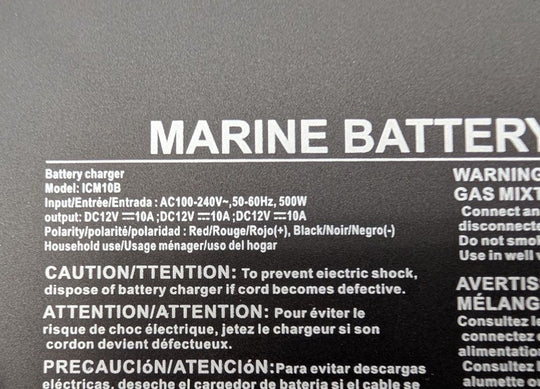 MARINE BATTERY
Battery charger
Model: ICM10B
Input/Entrée/Entrada : AC100-240V~,50-60Hz, 500W
output: DC12V ⎓10A ;DC12V ⎓10A ;DC12V ⎓10A
Polarity/polarité/polaridad : Red/Rouge/Rojo(+), Black/Noir/Negro(-)
Household use/Usage ménager/uso del hogar
CAUTION/TTENTION: To prevent eiectric shock,
dispose of battery charger if cord becomes defective.
ATTENTION/ATTENTION: Pour éviter le
risque de choc électrique, jetez le chargeur si son
cordon devient défectueux.
PRECAUCIóN/ATENCIóN:Para evitar descargas
eléctricas, deseche el cargador de batería si el cable se
WARNING
GAS MIXT
Connect an
disconnecte
Do not smok
Use in well v
AVERTIS
MÉLANG
Consultez le
connectez o
alimentatio
Consultez l
alumette o